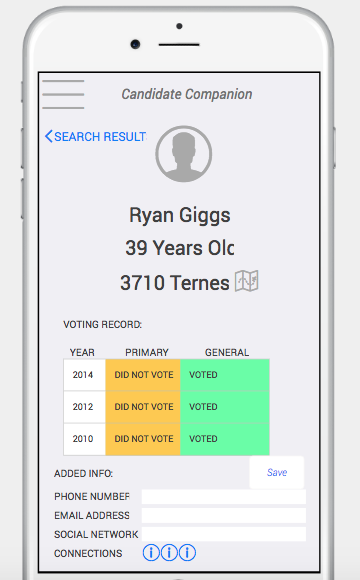 Candidate Companion
SEARCH RESULT
Ryan Giggs
39 Years Old
3710 Ternes
VOTING RECORD:
YEAR PRIMARY GENERAL
2014 DID NOT VOTE VOTED
2012 DID NOT VOTE VOTED
2010 DID NOT VOTE VOTED
ADDED INFO: Save
PHONE NUMBER
EMAIL ADDRESS
SOCIAL NETWORK
CONNECTIONS